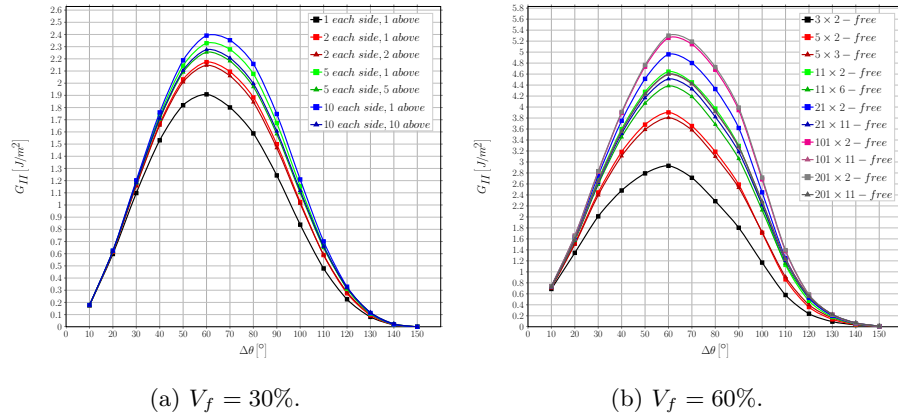 2.6
2.5
2.4
2.3
2.2
2.1
2
1.9
1.8
1.7
1.6
1.5
1.4
1.3
1.2
1.1
1
0.9
0.8
0.7
0.6
0.5
0.4
0.3
0.2
0.1
0
G_{II} [J/m²]
10 20 30 40 50 60 70 80 90 100 110 120 130 140 150
Δθ [°]
1 each side, 1 above
2 each side, 1 above
2 each side, 2 above
5 each side, 1 above
5 each side, 5 above
10 each side, 1 above
10 each side, 10 above
(a) V_f = 30%.
5.8
5.6
5.4
5.2
5
4.8
4.6
4.4
4.2
4
3.8
3.6
3.4
3.2
3
2.8
2.6
2.4
2.2
2
1.8
1.6
1.4
1.2
1
0.8
0.6
0.4
0.2
0
G_{II} [J/m²]
10 20 30 40 50 60 70 80 90 100 110 120 130 140 150
Δθ [°]
3 × 2 − free
5 × 2 − free
5 × 3 − free
11 × 2 − free
11 × 6 − free
21 × 2 − free
21 × 11 − free
101 × 2 − free
101 × 11 − free
201 × 2 − free
201 × 11 − free
(b) V_f = 60%.